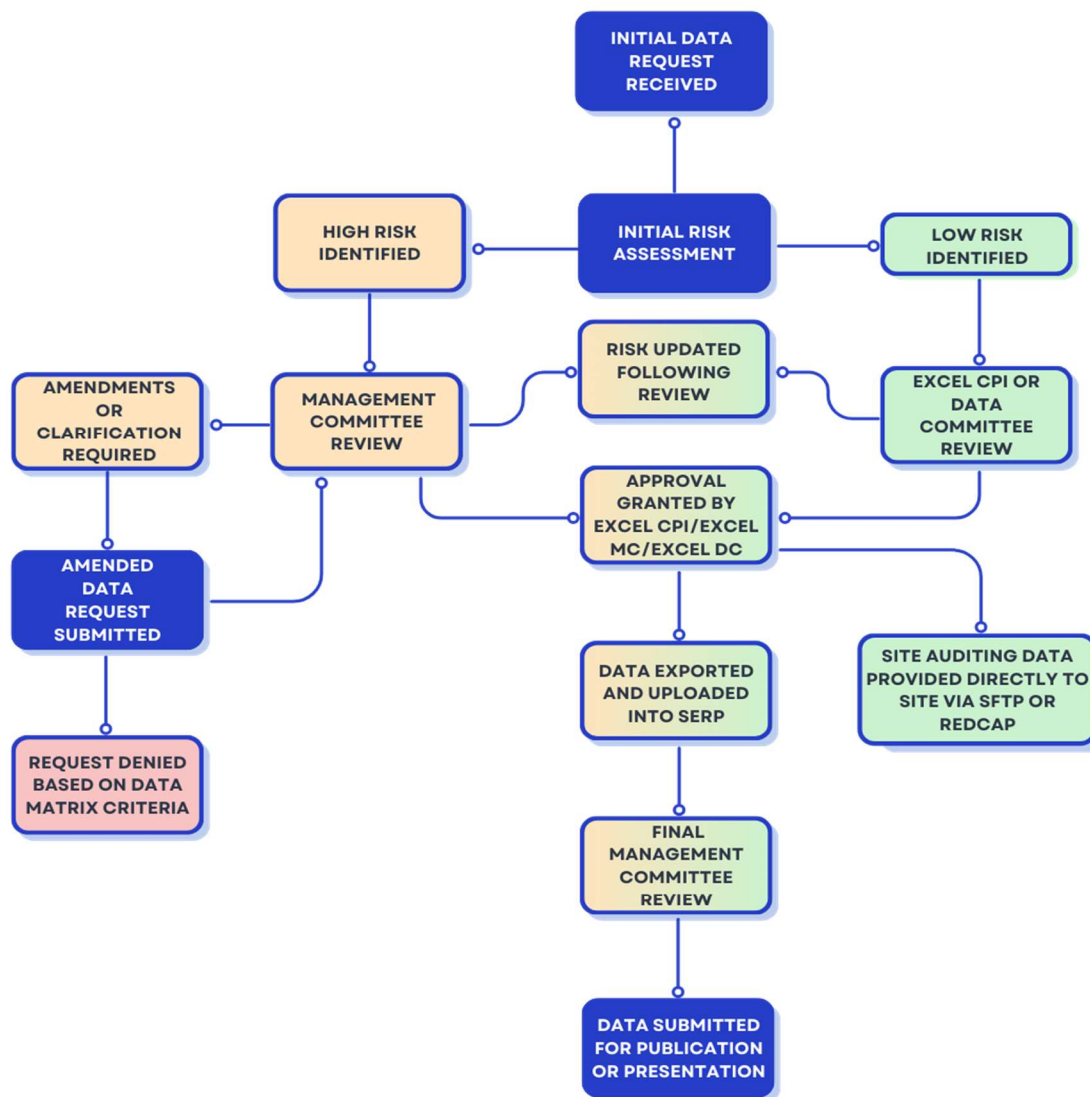 INITIAL DATA
REQUEST
RECEIVED
HIGH RISK
IDENTIFIED
INITIAL RISK
ASSESSMENT
LOW RISK
IDENTIFIED
RISK UPDATED
FOLLOWING
REVIEW
AMENDMENTS
OR
CLARIFICATION
REQUIRED
MANAGEMENT
COMMITTEE
REVIEW
EXCEL CPI OR
DATA
COMMITTEE
REVIEW
APPROVAL
GRANTED BY
EXCEL CPI/EXCEL
MC/EXCEL DC
AMENDED
DATA
REQUEST
SUBMITTED
DATA EXPORTED
AND UPLOADED
INTO SERP
SITE AUDITING DATA
PROVIDED DIRECTLY TO
SITE VIA SFTP OR
REDCAP
REQUEST DENIED
BASED ON DATA
MATRIX CRITERIA
FINAL
MANAGEMENT
COMMITTEE
REVIEW
DATA SUBMITTED
FOR PUBLICATION
OR PRESENTATION